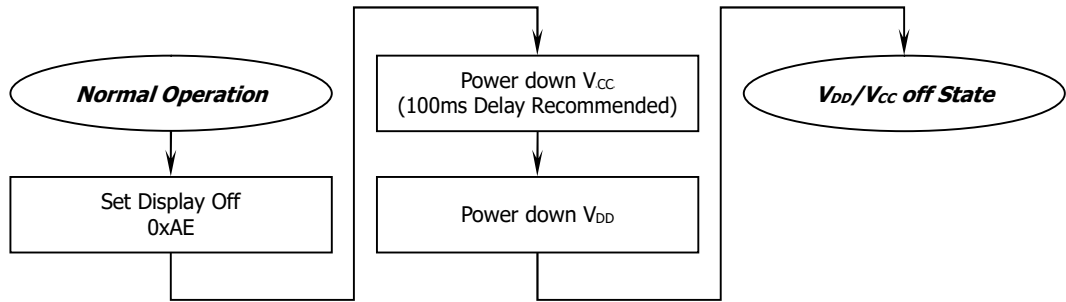 Normal Operation
Set Display Off
0xAE
Power down VCC
(100ms Delay Recommended)
Power down VDD
VDD/VCC off State